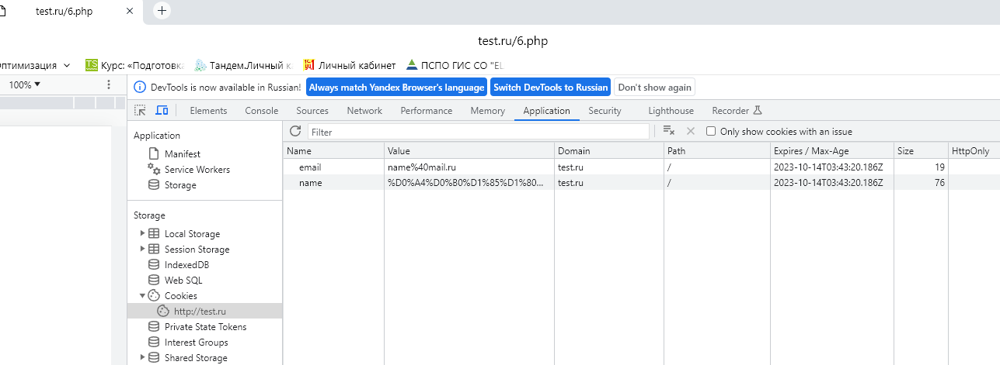 test.ru/6.php
test.ru/6.php
птимизация
TS Курс: «Подготовка
Тандем.Личный к
Личный кабинет
ПСПО ГИС СО "EL
100%
DevTools is now available in Russian! Always match Yandex Browser's language Switch DevTools to Russian Don't show again
Elements Console Sources Network Performance Memory Application Security Lighthouse Recorder
Application
Manifest
Service Workers
Storage
Storage
Local Storage
Session Storage
IndexedDB
Web SQL
Cookies
http://test.ru
Private State Tokens
Interest Groups
Shared Storage
Filter Only show cookies with an issue
Name Value Domain Path Expires / Max-Age Size HttpOnly
email name%40mail.ru test.ru / 2023-10-14T03:43:20.186Z 19
name %D0%A4%D0%B0%D1%85%D1%80... test.ru / 2023-10-14T03:43:20.186Z 76